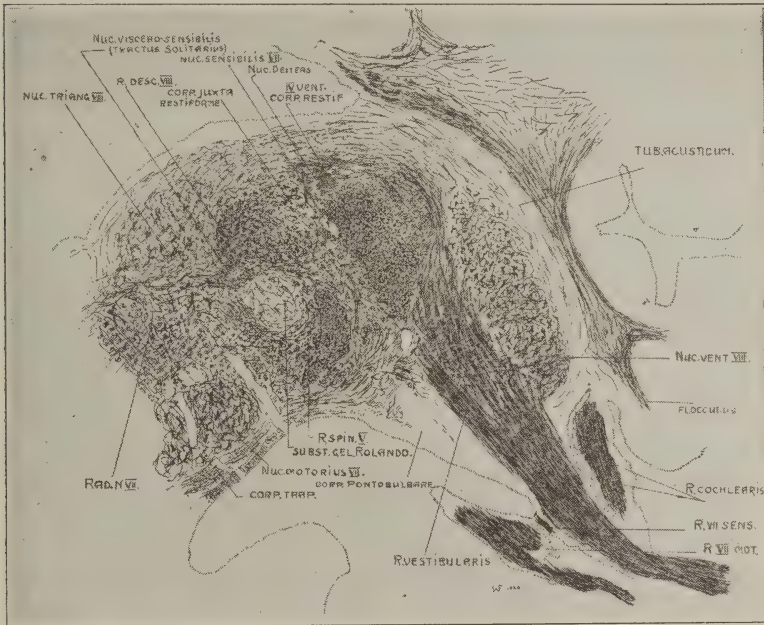 NUC. VISCERO-SENSIBILIS
(TRACTUS SOLITARIUS)
NUC. SENSIBILIS VII.
NUC. DEITERS
R. DESC. VIII
NUC. TRIANG. VIII.
CORP. JUXTA
RESTIFORME
IV VENT.
CORP. RESTIF
TUB. ACUSTICUM.
NUC. VENT VIII.
FLOCCULUS
R. SPIN. V
SUBST. GEL. ROLANDO.
NUC. MOTORIUS VII.
CORP. PONTOBULBARE
RAD. N VII.
CORP. TRAP.
R. COCHLEARIS
R. VII SENS.
R VII MOT.
R. VESTIBULARIS